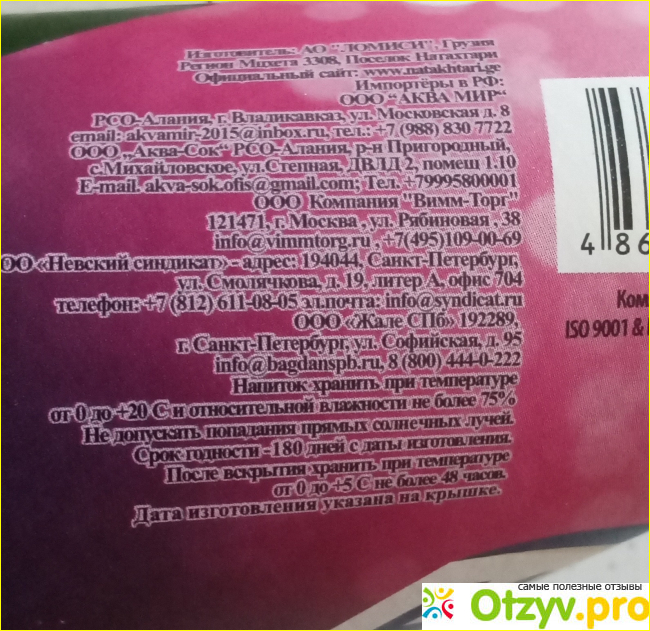 Изготовитель: АО "ЛОМИСИ", Грузия
Регион Мцхета 3308, Поселок Натахтари
Официальный сайт: www.natakhtari.ge
Импортёры в РФ:
ООО "АКВА МИР"
РСО-Алания, г. Владикавказ, ул. Московская д. 8
email: akvamir-2015@inbox.ru, тел.: +7 (988) 830 7722
ООО „Аква-Сок" РСО-Алания, р-н Пригородный,
с.Михайловское, ул.Степная, ДВЛД 2, помещ 1.10
E-mail. akva-sok.ofis@gmail.com; Тел. +79995800001
ООО Компания "Вимм-Торг"
121471, г. Москва , ул. Рябиновая , 38
info@vimmtorg.ru , +7(495)109-00-69
ОО «Невский синдикат» - адрес: 194044, Санкт-Петербург,
ул. Смолячкова, д. 19, литер А, офис 704
телефон: +7 (812) 611-08-05 эл.почта: info@syndicat.ru
ООО «Жале СПб» 192289,
г. Санкт-Петербург, ул. Софийская, д. 95
info@bagdanspb.ru, 8 (800) 444-0-222
Напиток хранить при температуре
от 0 до +20 С и относительной влажности не более 75%
Не допускать попадания прямых солнечных лучей.
Срок годности –180 дней с даты изготовления.
После вскрытия хранить при температуре
от 0 до +5 С не более 48 часов.
Дата изготовления указана на крышке.
4 86
Ком
ISO 9001 &
самые полезные отзывы
Otzyv.pro